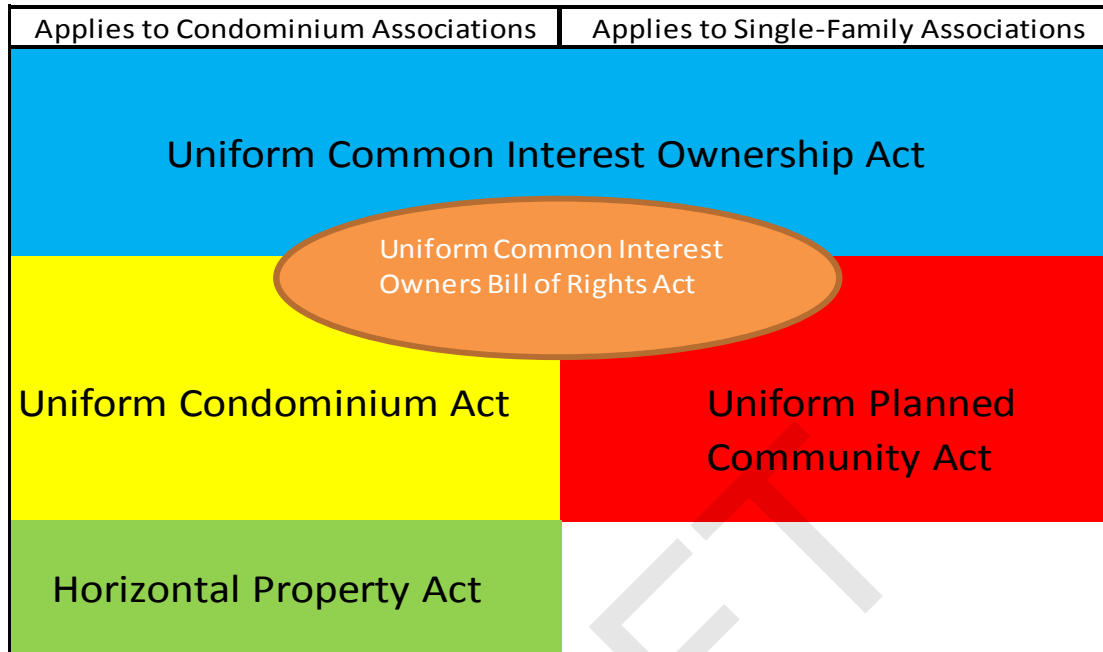 Applies to Condominium Associations
Applies to Single-Family Associations
Uniform Common Interest Ownership Act
Uniform Common Interest
Owners Bill of Rights Act
Uniform Condominium Act
Uniform Planned
Community Act
Horizontal Property Act